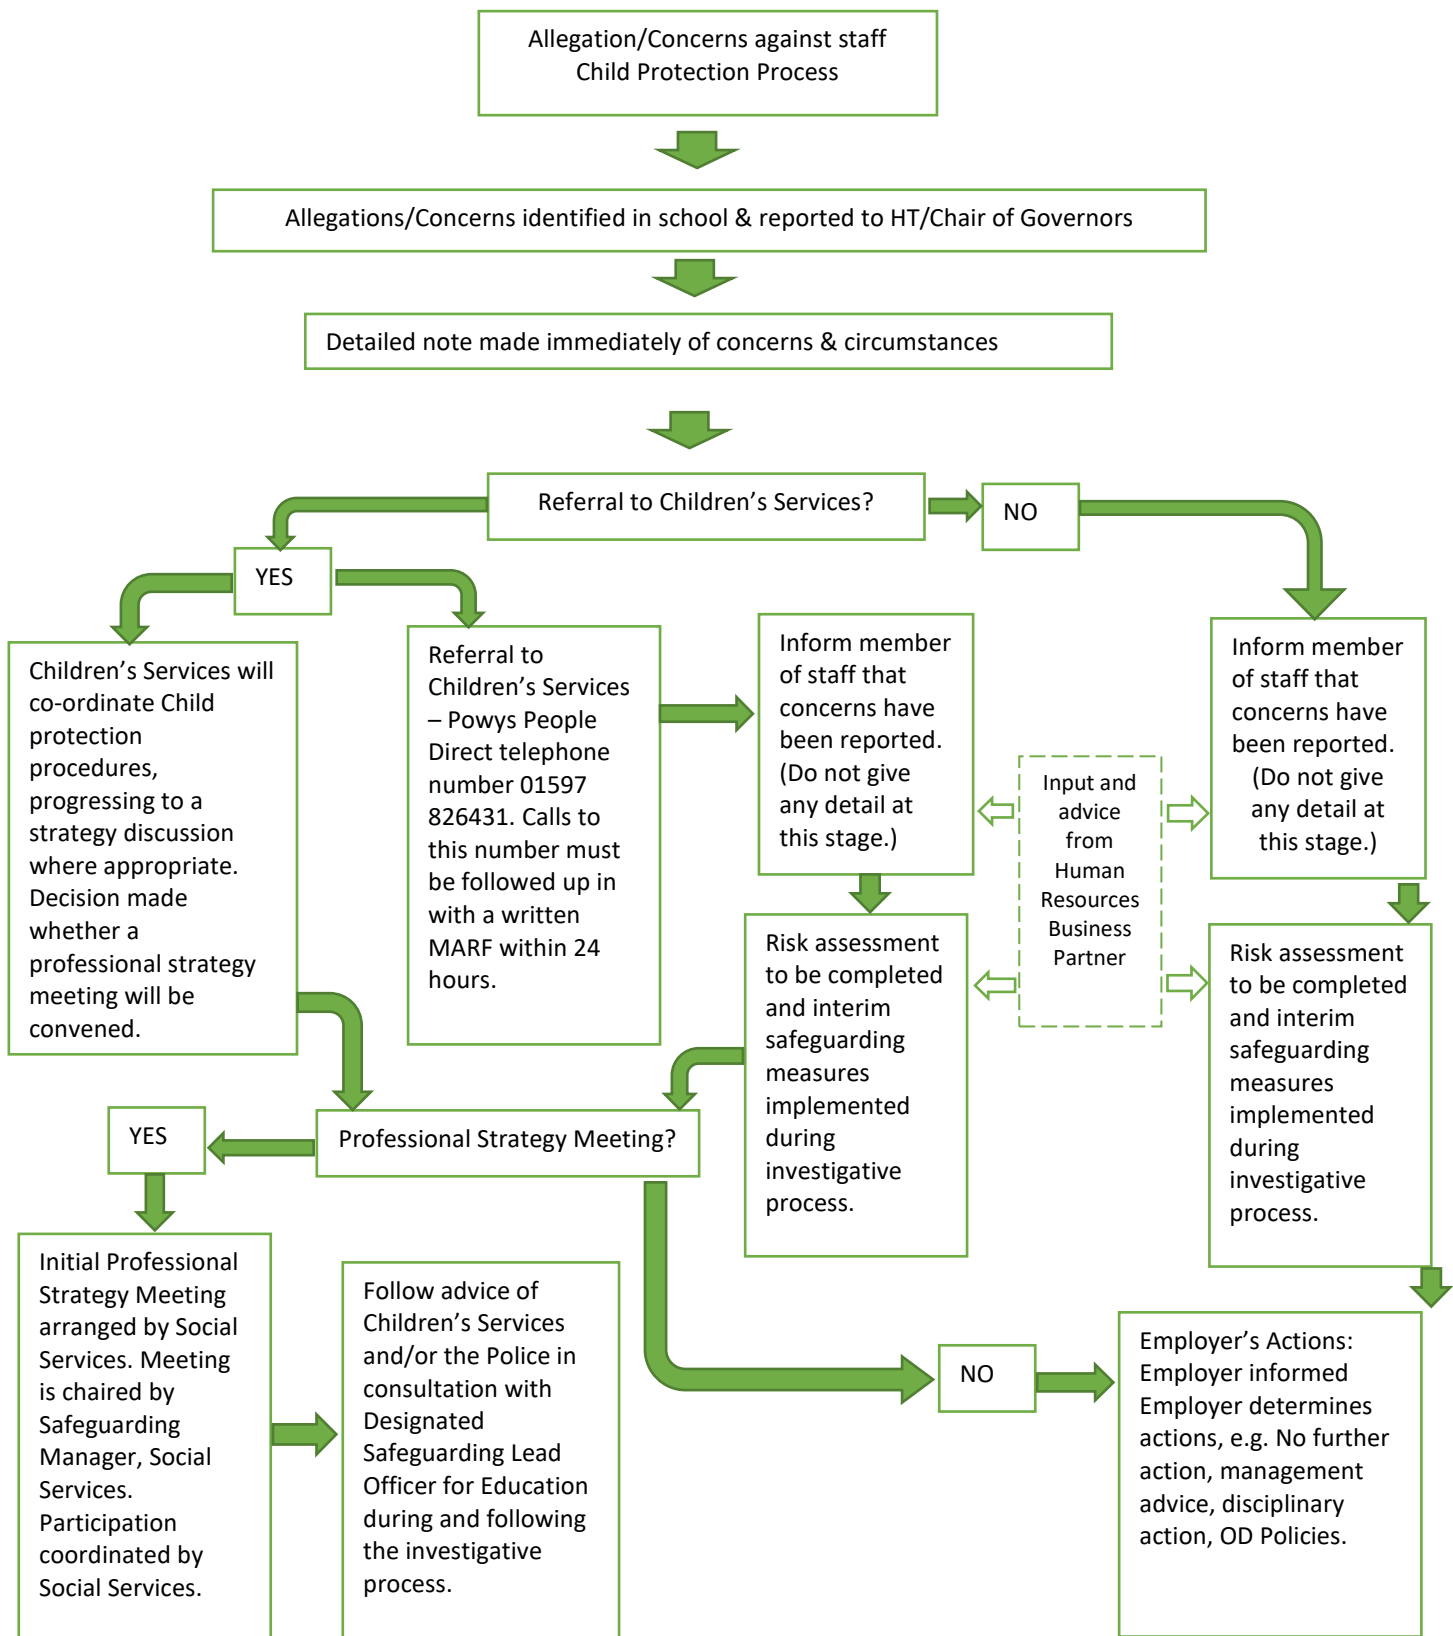 Allegation/Concerns against staff
Child Protection Process
Allegations/Concerns identified in school & reported to HT/Chair of Governors
Detailed note made immediately of concerns & circumstances
Referral to Children’s Services?
NO
YES
Children’s Services will
co-ordinate Child
protection
procedures,
progressing to a
strategy discussion
where appropriate.
Decision made
whether a
professional strategy
meeting will be
convened.
Referral to
Children’s Services
– Powys People
Direct telephone
number 01597
826431. Calls to
this number must
be followed up in
with a written
MARF within 24
hours.
Inform member
of staff that
concerns have
been reported.
(Do not give
any detail at
this stage.)
Input and
advice
from
Human
Resources
Business
Partner
Inform member
of staff that
concerns have
been reported.
(Do not give
any detail at
this stage.)
Risk assessment
to be completed
and interim
safeguarding
measures
implemented
during
investigative
process.
Risk assessment
to be completed
and interim
safeguarding
measures
implemented
during
investigative
process.
Professional Strategy Meeting?
YES
Initial Professional
Strategy Meeting
arranged by Social
Services. Meeting
is chaired by
Safeguarding
Manager, Social
Services.
Participation
coordinated by
Social Services.
Follow advice of
Children’s Services
and/or the Police in
consultation with
Designated
Safeguarding Lead
Officer for Education
during and following
the investigative
process.
NO
Employer’s Actions:
Employer informed
Employer determines
actions, e.g. No further
action, management
advice, disciplinary
action, OD Policies.